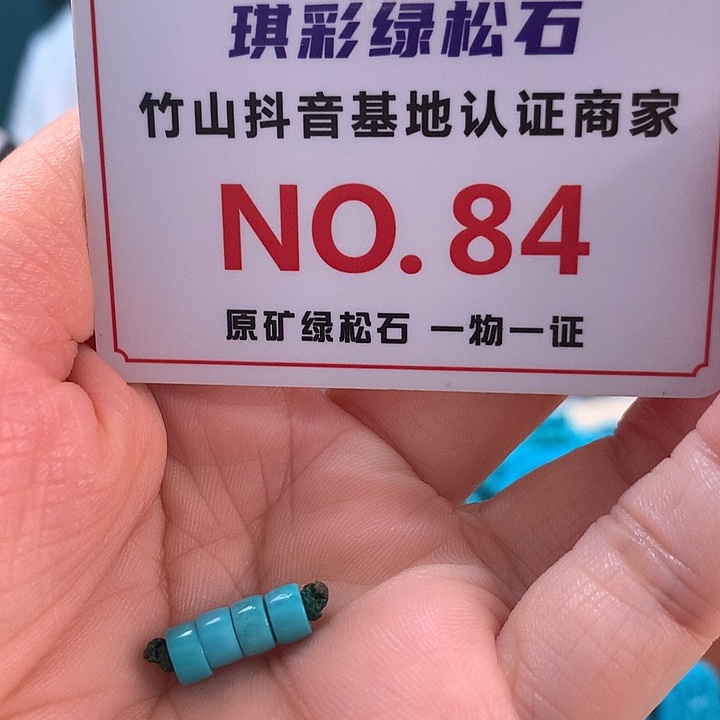 琪彩绿松石
竹山抖音基地认证商家
NO.84
原矿绿松石 一物一证